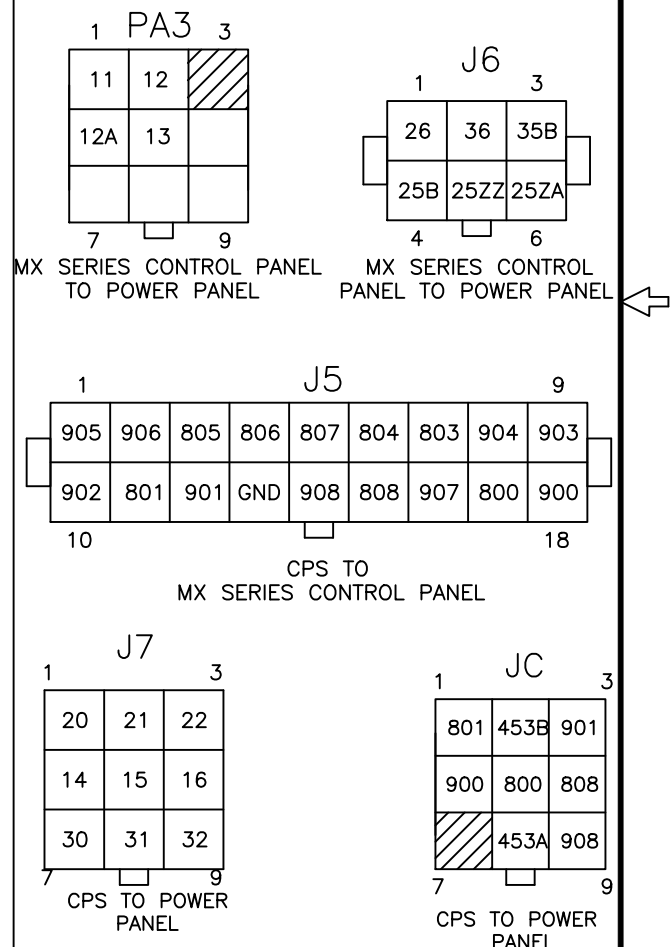 PA3
1 3
11 12
12A 13
7 9
MX SERIES CONTROL PANEL
TO POWER PANEL
J6
1 3
26 36 35B
25B 25ZZ 25ZA
4 6
MX SERIES CONTROL
PANEL TO POWER PANEL
J5
1 9
905 906 805 806 807 804 803 904 903
902 801 901 GND 908 808 907 800 900
10 18
CPS TO
MX SERIES CONTROL PANEL
J7
1 3
20 21 22
14 15 16
30 31 32
7 9
CPS TO POWER
PANEL
JC
1 3
801 453B 901
900 800 808
453A 908
7 9
CPS TO POWER
PANEL